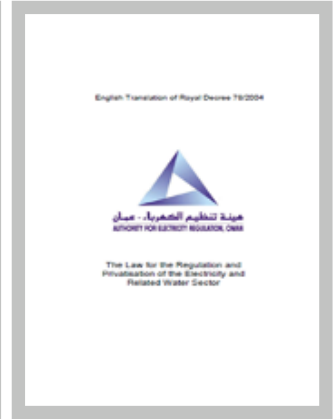 English Translation of Royal Decree 78/2004
هيئة تنظيم الكهرباء - عمان
AUTHORITY FOR ELECTRICITY REGULATION, OMAN
The Law for the Regulation and
Privatisation of the Electricity and
Related Water Sector